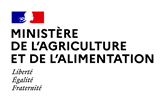 MINISTÈRE
DE L'AGRICULTURE
ET DE L'ALIMENTATION
Liberté
Égalité
Fraternité